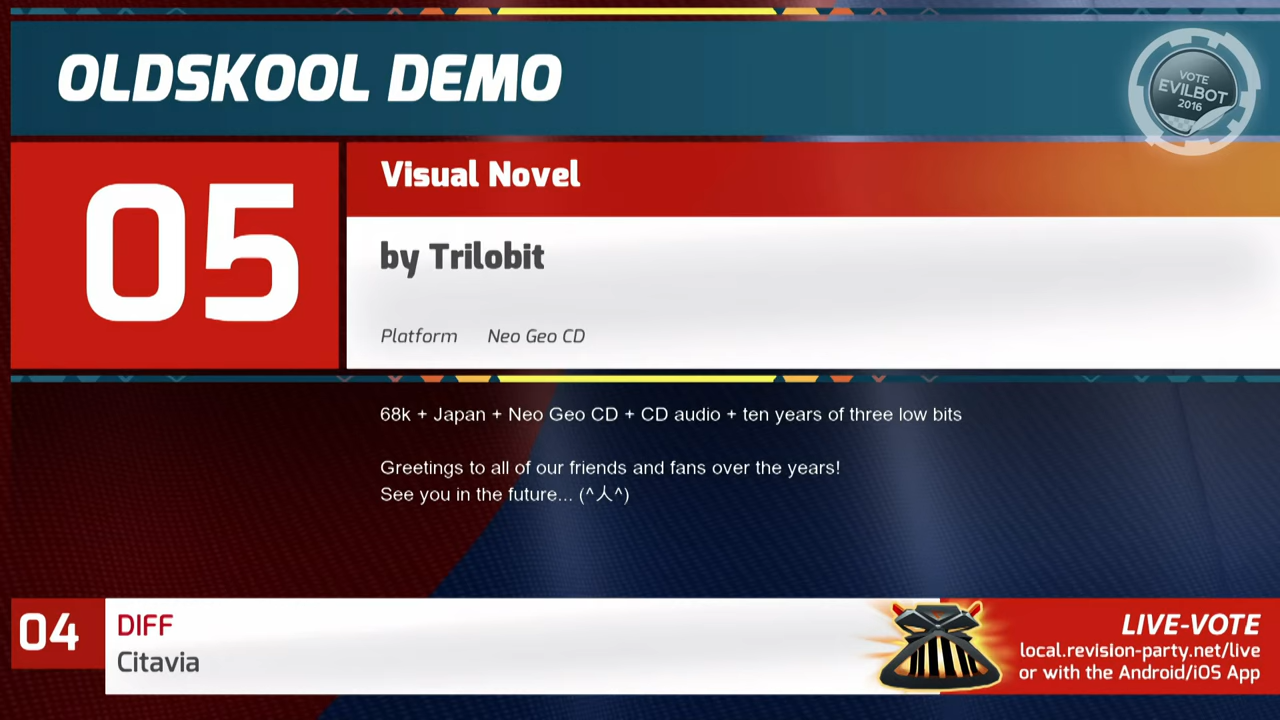 OLDSKOOL DEMO
VOTE
EVILBOT
2016
05
Visual Novel
by Trilobit
Platform Neo Geo CD
68k + Japan + Neo Geo CD + CD audio + ten years of three low bits
Greetings to all of our friends and fans over the years!
See you in the future... (^人^)
04
DIFF
Citavia
LIVE-VOTE
local.revision-party.net/live
or with the Android/iOS App